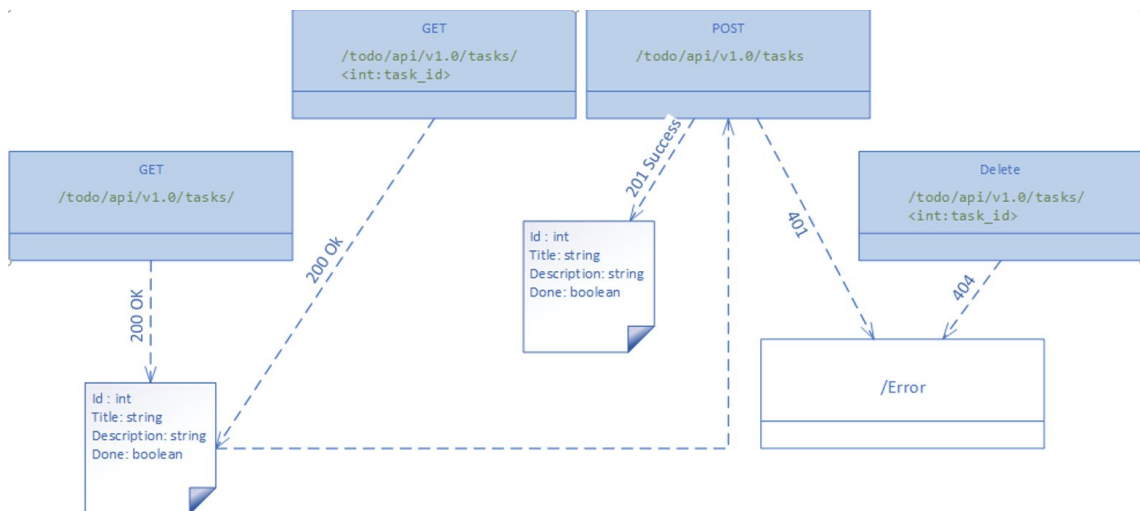 GET
/todo/api/v1.0/tasks/
<int:task_id>
POST
/todo/api/v1.0/tasks
GET
/todo/api/v1.0/tasks/
Delete
/todo/api/v1.0/tasks/
<int:task_id>
201 Success
401
200 Ok
200 OK
404
Id : int
Title: string
Description: string
Done: boolean
/Error
Id : int
Title: string
Description: string
Done: boolean